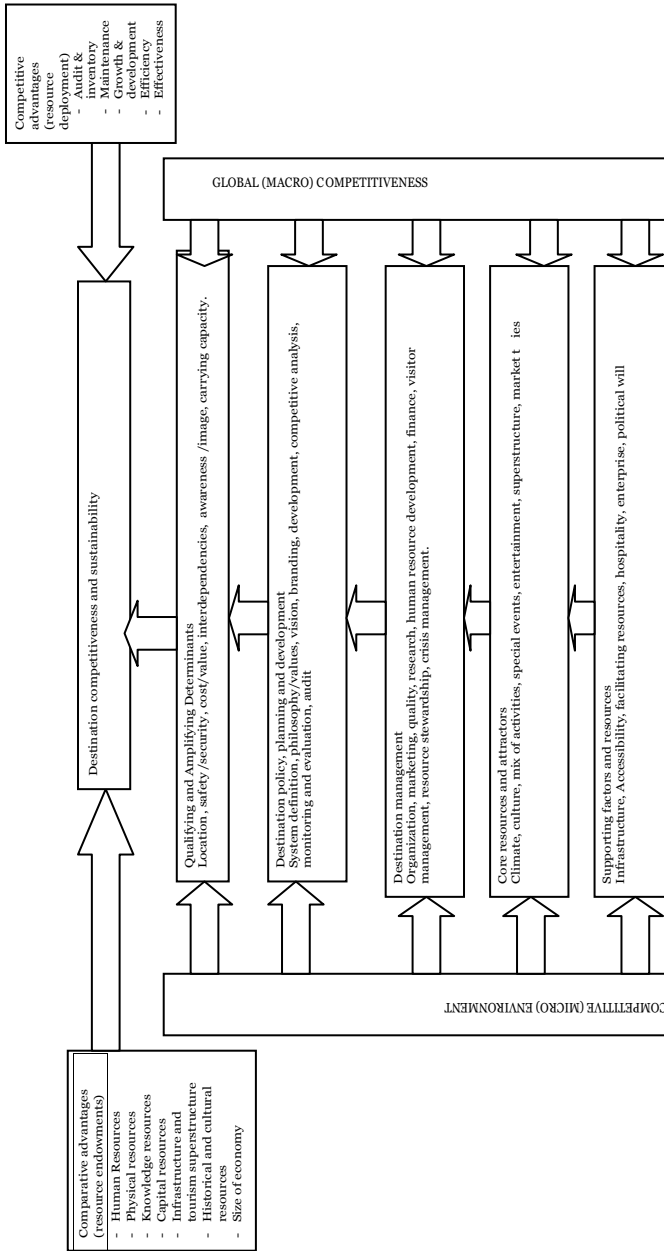 Comparative advantages
(resource endowments)
- Human Resources
- Physical resources
- Knowledge resources
- Capital resources
- Infrastructure and
tourism superstructure
- Historical and cultural
resources
- Size of economy
Destination competitiveness and sustainability
Competitive
advantages
(resource
deployment)
- Audit &
inventory
- Maintenance
- Growth &
development
- Efficiency
- Effectiveness
Qualifying and Amplifying Determinants
Location, safety/security, cost/value, interdependencies, awareness /image, carrying capacity.
Destination policy, planning and development
System definition, philosophy/values, vision, branding, development, competitive analysis,
monitoring and evaluation, audit
Destination management
Organization, marketing, quality, research, human resource development, finance, visitor
management, resource stewardship, crisis management.
Core resources and attractors
Climate, culture, mix of activities, special events, entertainment, superstructure, market t ies
Supporting factors and resources
Infrastructure, Accessibility, facilitating resources, hospitality, enterprise, political will
OMPETITIVE (MICRO) ENVIRONMENT
GLOBAL (MACRO) COMPETITIVENESS